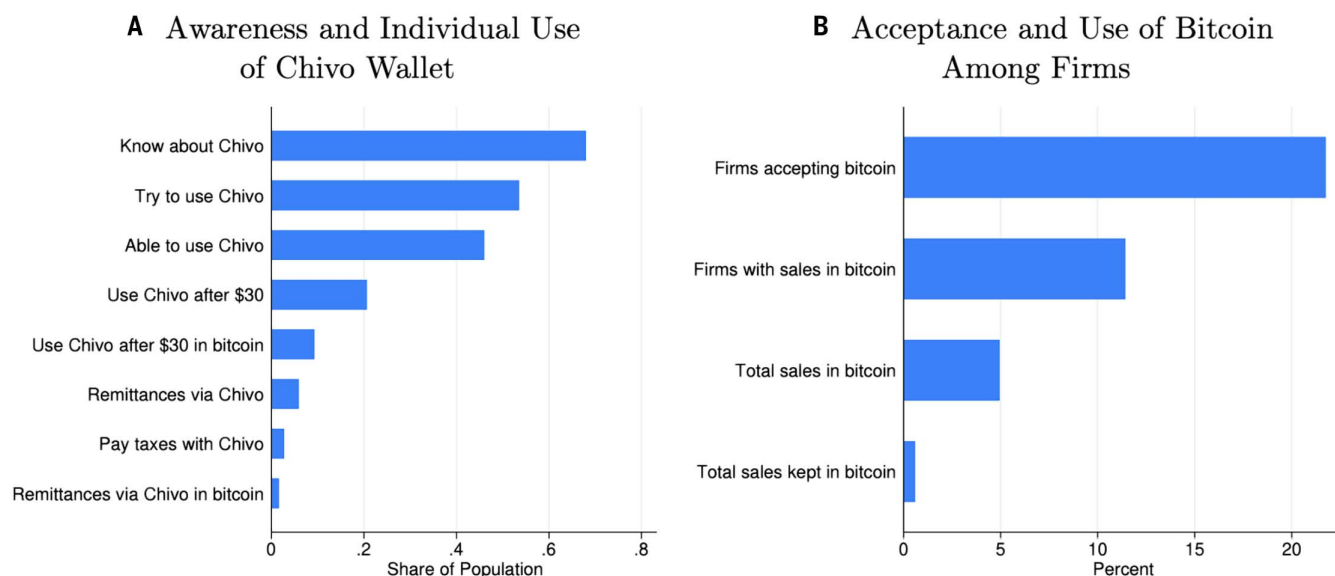 A Awareness and Individual Use
of Chivo Wallet
Know about Chivo
Try to use Chivo
Able to use Chivo
Use Chivo after $30
Use Chivo after $30 in bitcoin
Remittances via Chivo
Pay taxes with Chivo
Remittances via Chivo in bitcoin
0 .2 .4 .6 .8
Share of Population
B Acceptance and Use of Bitcoin
Among Firms
Firms accepting bitcoin
Firms with sales in bitcoin
Total sales in bitcoin
Total sales kept in bitcoin
0 5 10 15 20
Percent